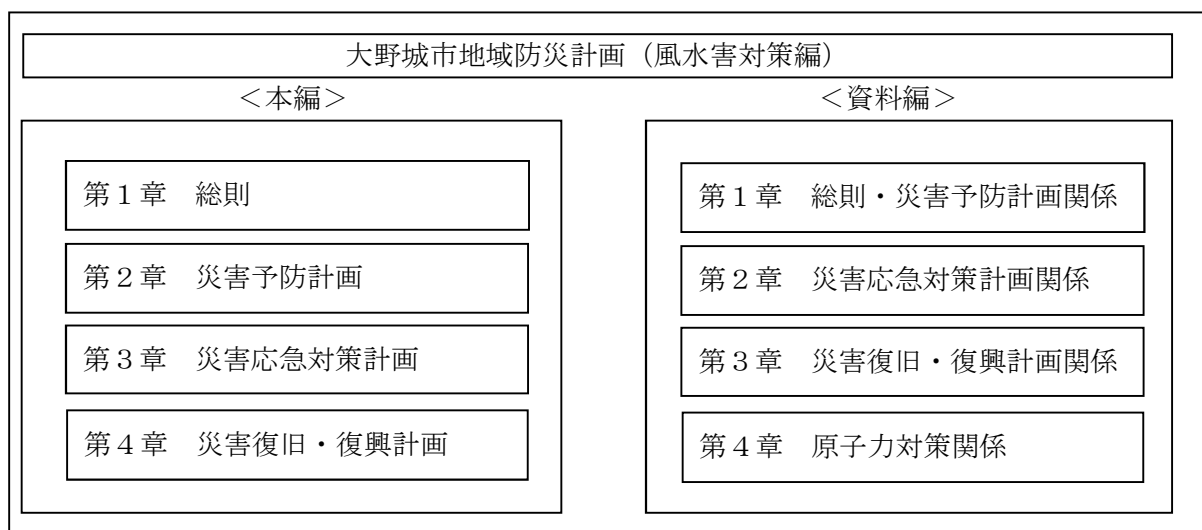 大野城市地域防災計画（風水害対策編）
＜本編＞
第１章　総則
第２章　災害予防計画
第３章　災害応急対策計画
第４章　災害復旧・復興計画
＜資料編＞
第１章　総則・災害予防計画関係
第２章　災害応急対策計画関係
第３章　災害復旧・復興計画関係
第４章　原子力対策関係